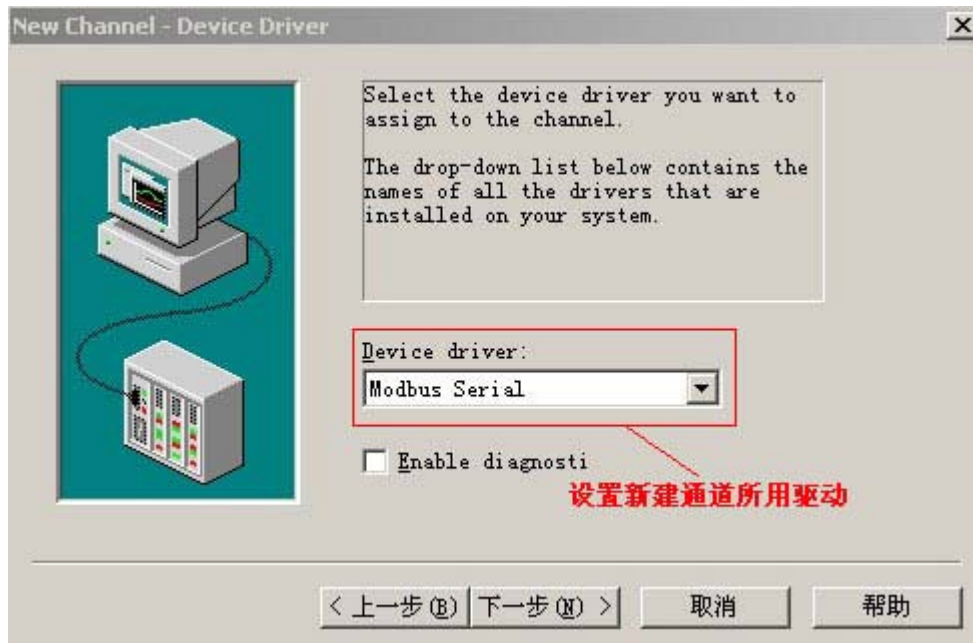 New Channel - Device Driver
Select the device driver you want to
assign to the channel.
The drop-down list below contains the
names of all the drivers that are
installed on your system.
Device driver:
Modbus Serial
Enable diagnosti
设置新建通道所用驱动
< 上一步(B)
下一步(N) >
取消
帮助